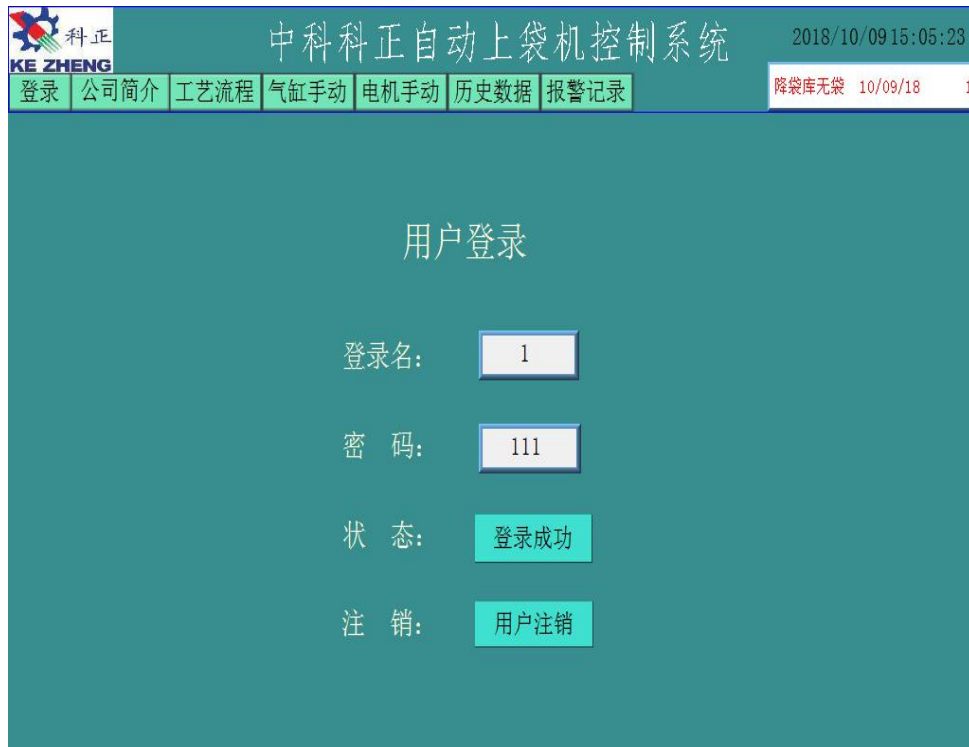 科正
KE ZHENG
中科科正自动上袋机控制系统
2018/10/09 15:05:23
登录 公司简介 工艺流程 气缸手动 电机手动 历史数据 报警记录
降袋库无袋 10/09/18 1
用户登录
登录名: 1
密 码: 111
状 态: 登录成功
注 销: 用户注销